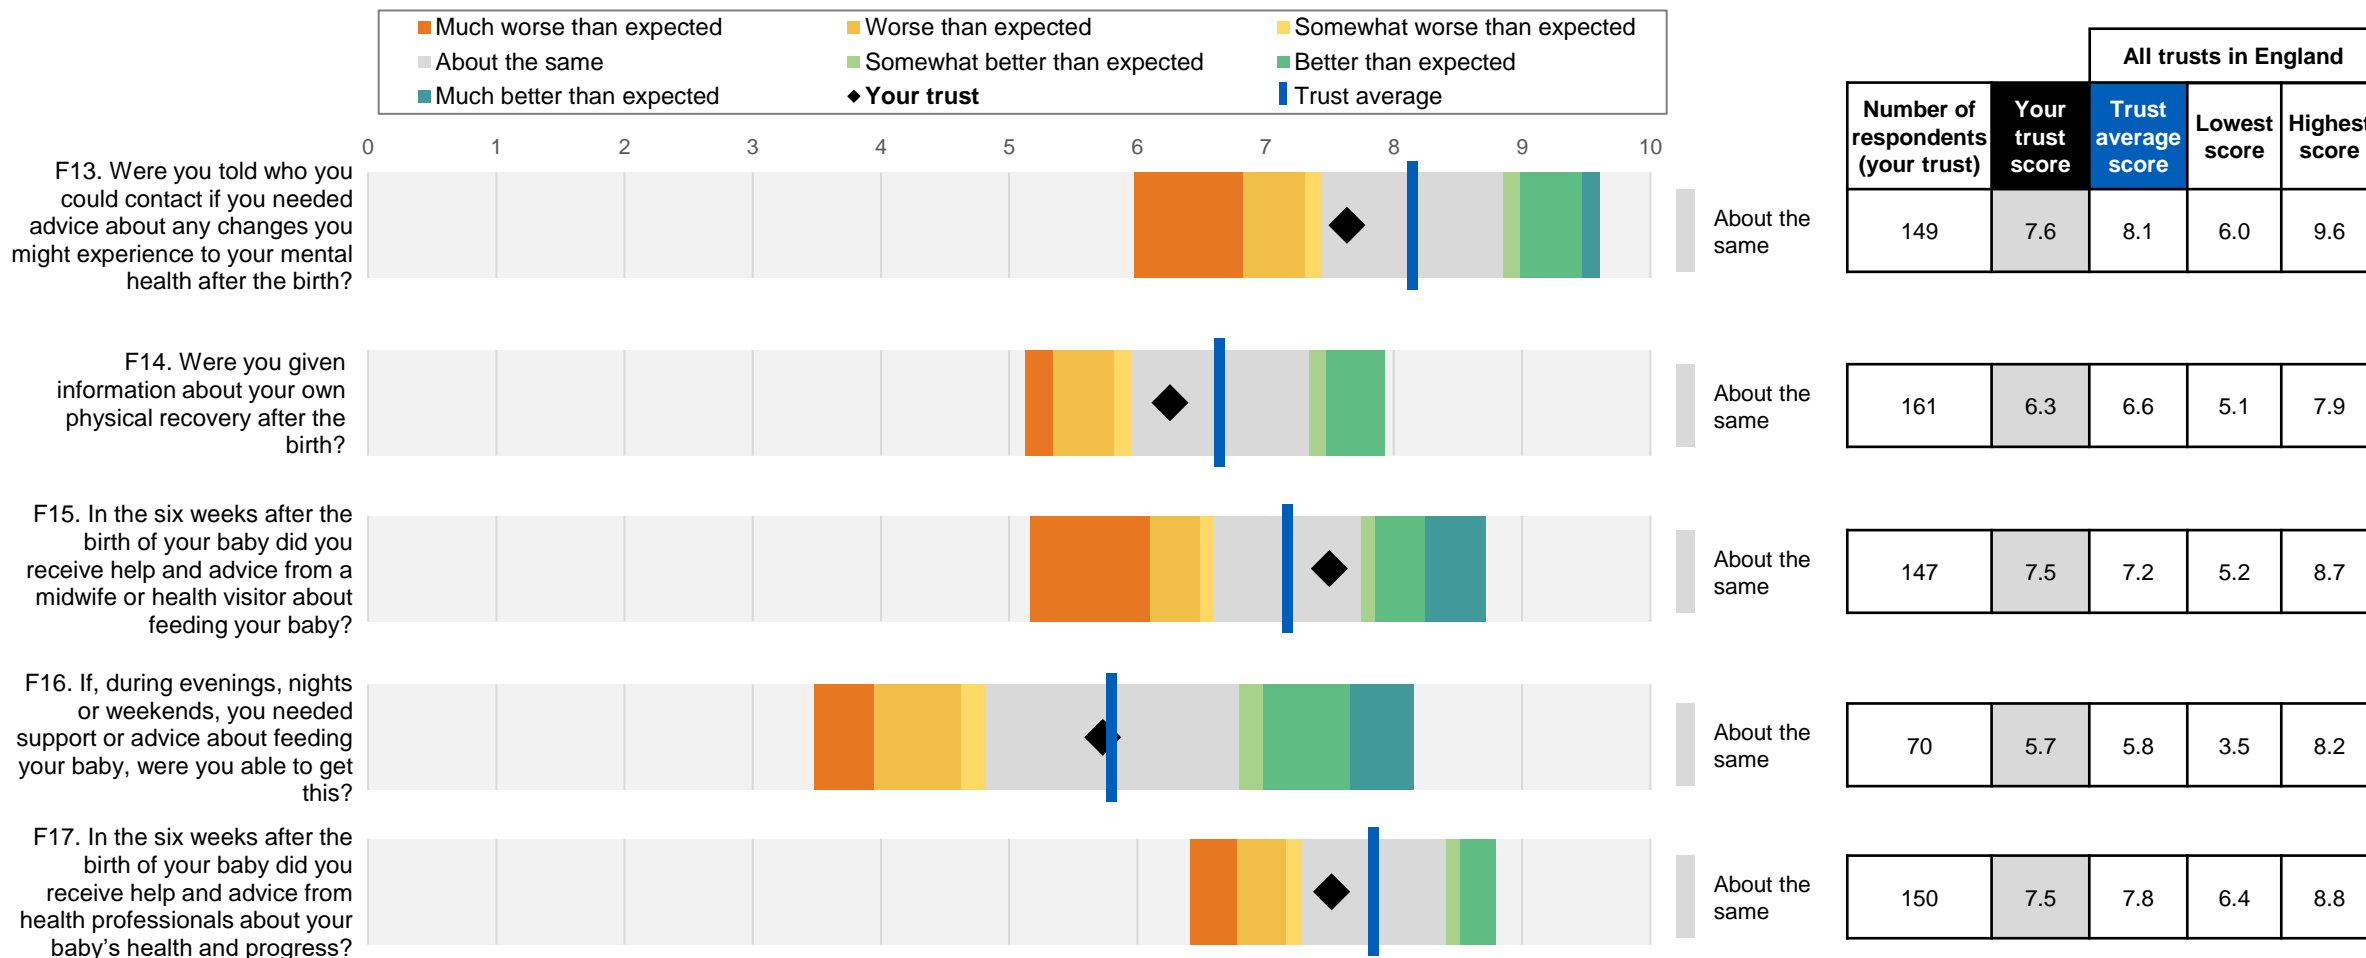 Much worse than expected
Worse than expected
Somewhat worse than expected
About the same
Somewhat better than expected
Better than expected
Much better than expected
Your trust
Trust average
All trusts in England
Number of respondents (your trust)
Your trust score
Trust average score
Lowest score
Highest score
0 1 2 3 4 5 6 7 8 9 10
F13. Were you told who you
could contact if you needed
advice about any changes you
might experience to your mental
health after the birth?
About the
same
149 7.6 8.1 6.0 9.6
F14. Were you given
information about your own
physical recovery after the
birth?
About the
same
161 6.3 6.6 5.1 7.9
F15. In the six weeks after the
birth of your baby did you
receive help and advice from a
midwife or health visitor about
feeding your baby?
About the
same
147 7.5 7.2 5.2 8.7
F16. If, during evenings, nights
or weekends, you needed
support or advice about feeding
your baby, were you able to get
this?
About the
same
70 5.7 5.8 3.5 8.2
F17. In the six weeks after the
birth of your baby did you
receive help and advice from
health professionals about your
baby’s health and progress?
About the
same
150 7.5 7.8 6.4 8.8